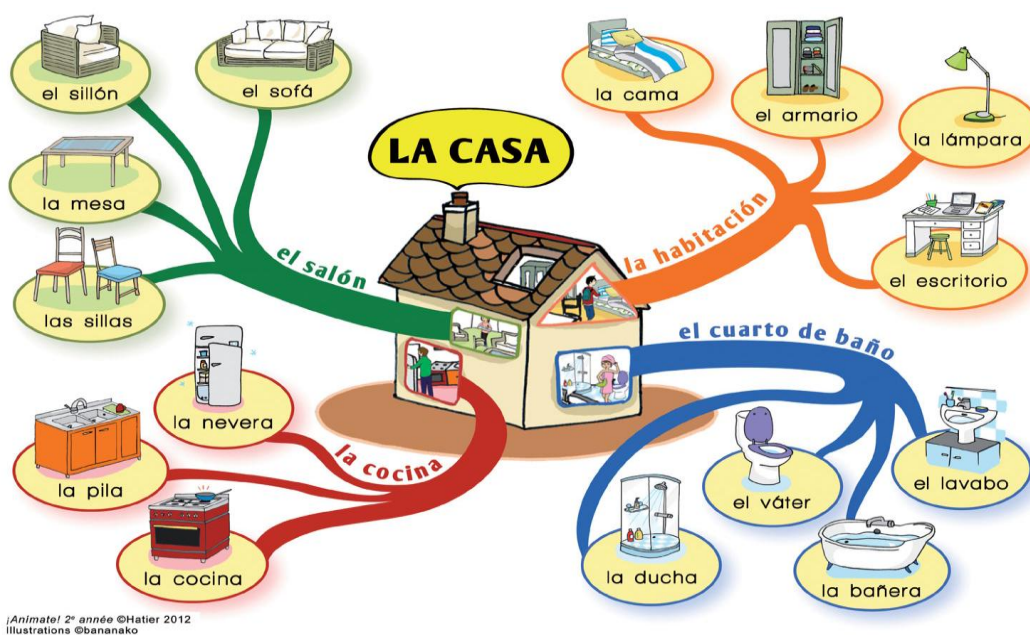 LA CASA
el salón
el sillón
el sofá
la mesa
las sillas
la habitación
la cama
el armario
la lámpara
el escritorio
la cocina
la nevera
la pila
la cocina
el cuarto de baño
el lavabo
el váter
la bañera
la ducha
¡Animate! 2e année ©Hatier 2012
Illustrations ©bananako